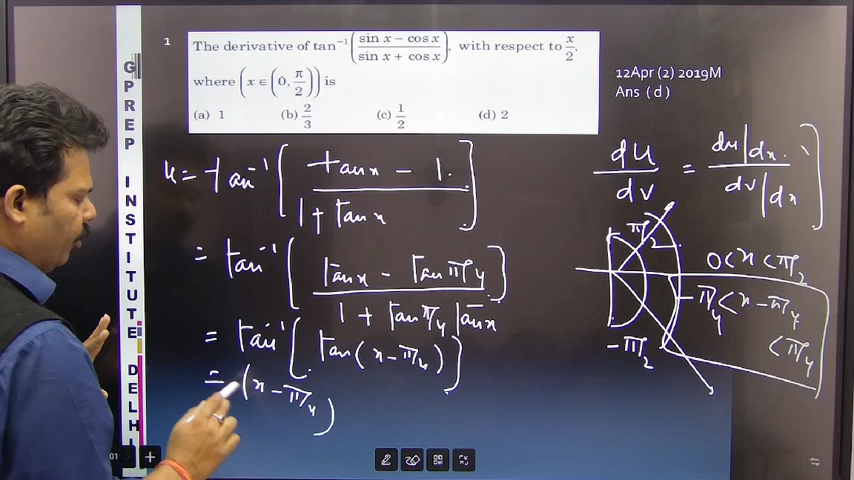 1
The derivative of tan⁻¹ ((sin x − cos x)/(sin x + cos x)), with respect to x/2,
where (x ∈ (0, π/2)) is
(a) 1 (b) 2/3 (c) 1/2 (d) 2
12Apr (2) 2019M
Ans (d)
GPREP INSTITUTE DELHI
u = tan⁻¹ [(tan x − 1)/(1 + tan x)]
= tan⁻¹ [(tan x − tan π/4)/(1 + tan π/4 tan x)]
= tan⁻¹ [tan (x − π/4)]
= (x − π/4)
du/dv = (du/dx)/(dv/dx)
π/2
0 < x < π/2
−π/4 < x − π/4
< π/4
−π/2
01